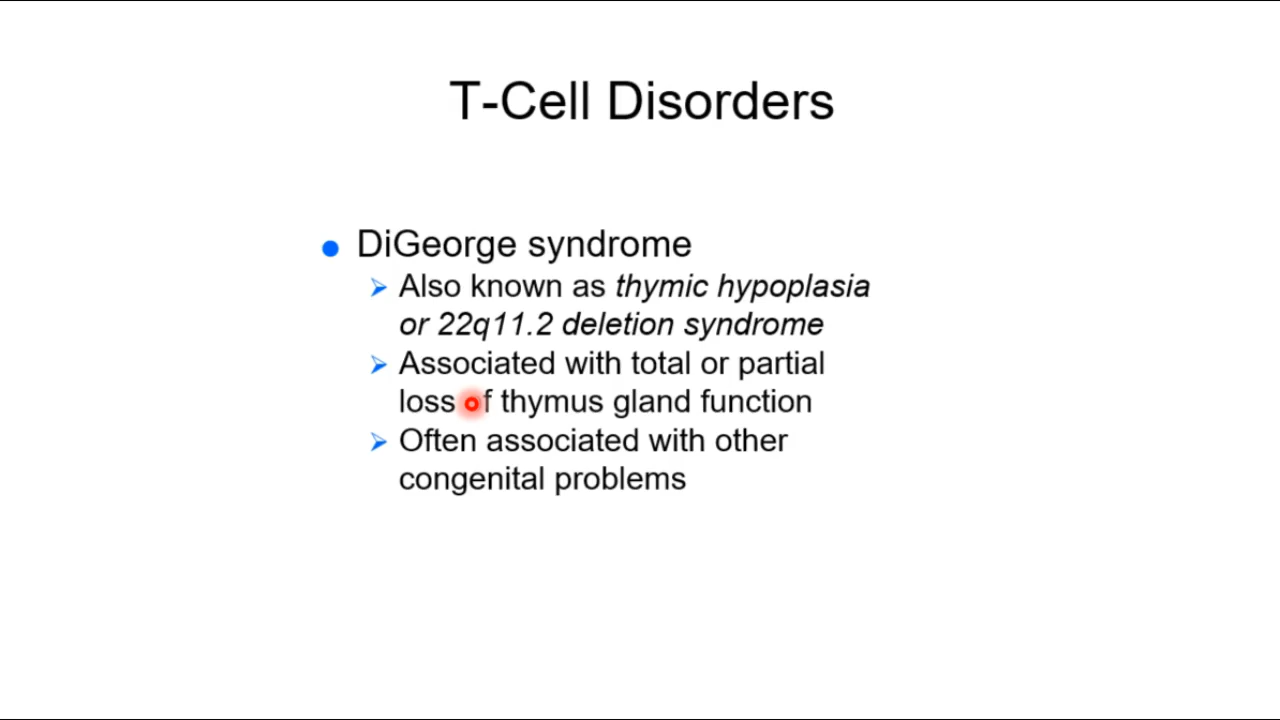 T-Cell Disorders
DiGeorge syndrome
Also known as thymic hypoplasia
or 22q11.2 deletion syndrome
Associated with total or partial
loss of thymus gland function
Often associated with other
congenital problems